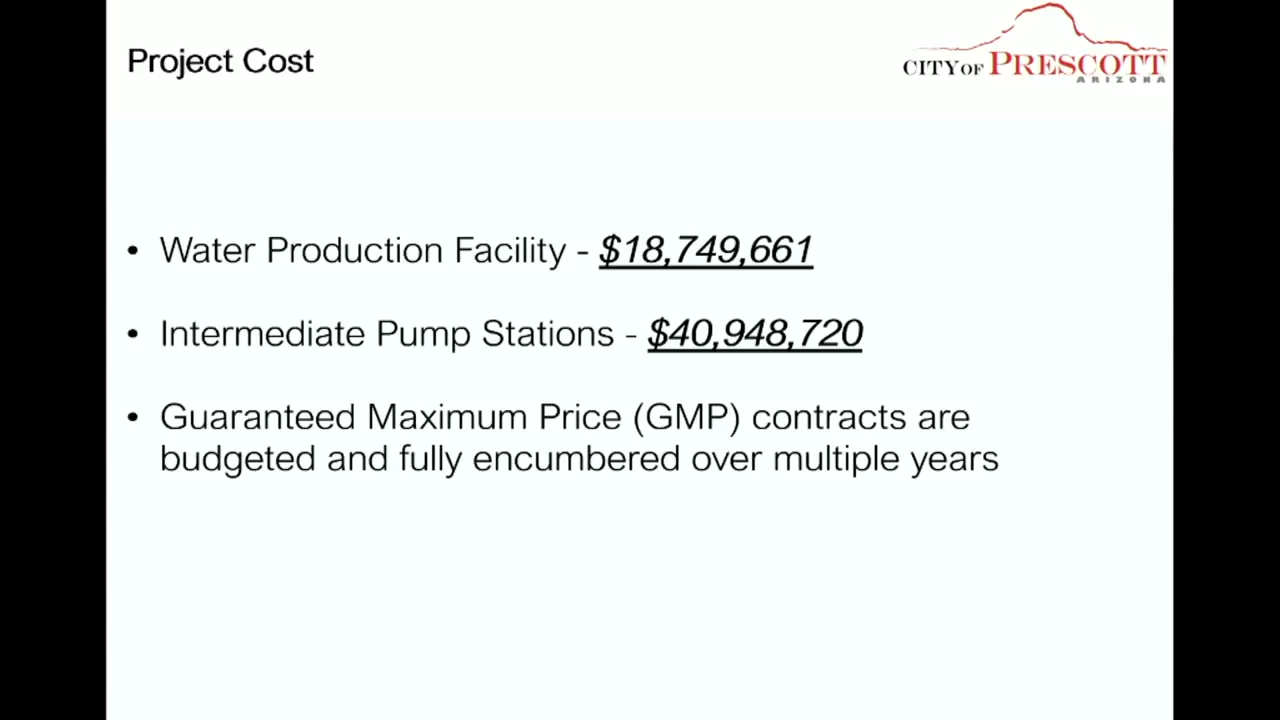 Project Cost
CITY OF PRESCOTT
ARIZONA
• Water Production Facility - $18,749,661
• Intermediate Pump Stations - $40,948,720
• Guaranteed Maximum Price (GMP) contracts are
budgeted and fully encumbered over multiple years